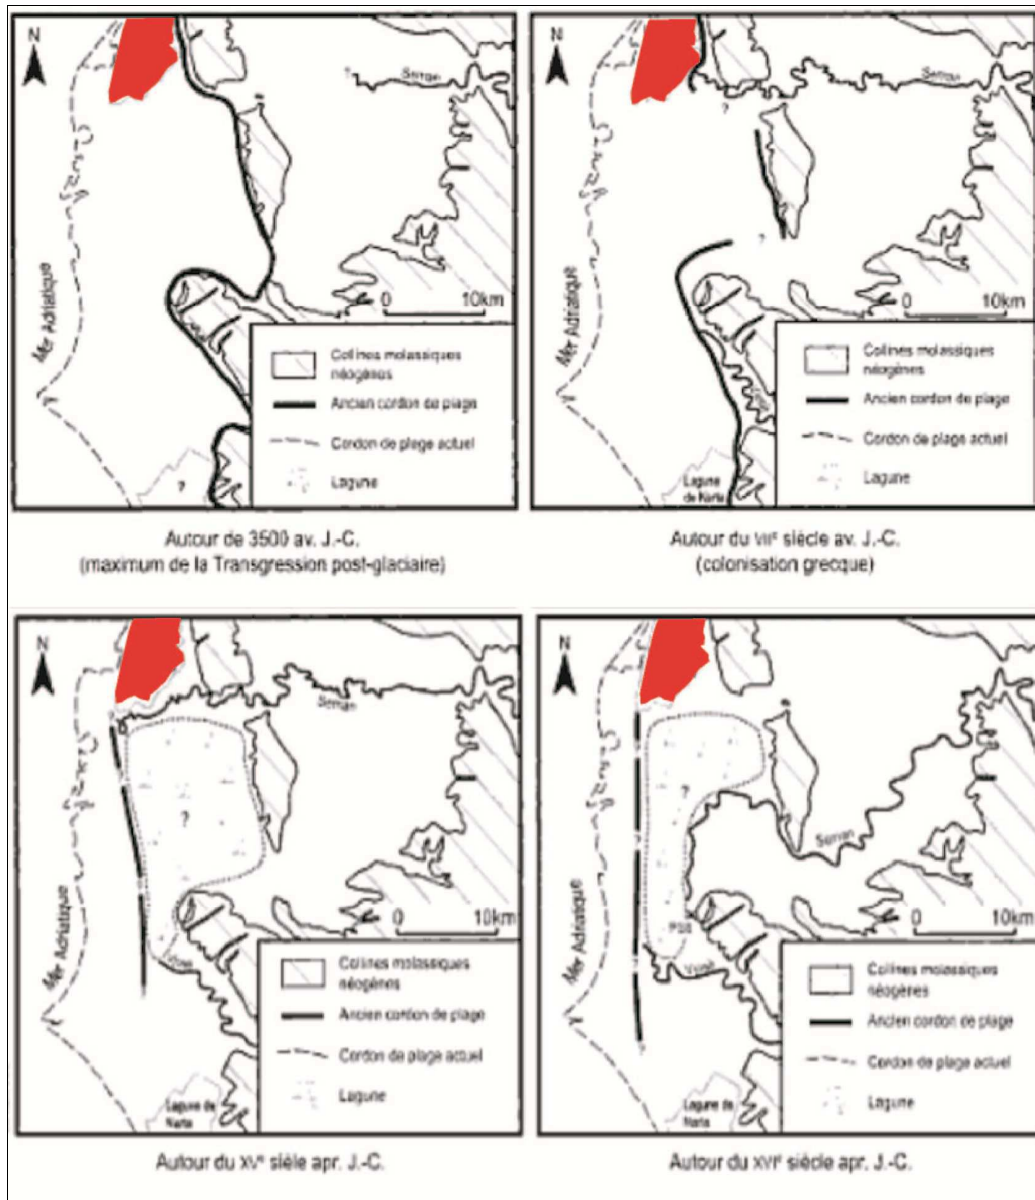 N
Seman
?
Mer Adriatique
0 10km
Collines molassiques
néogènes
Ancien cordon de plage
Cordon de plage actuel
Lagune
?
Autour de 3500 av. J.-C.
(maximum de la Transgression post-glaciaire)
N
Seman
?
?
Mer Adriatique
0 10km
Collines molassiques
néogènes
Ancien cordon de plage
Cordon de plage actuel
Lagune
Lagune
de Narta
Autour du VIIᵉ siècle av. J.-C.
(colonisation grecque)
N
Seman
?
Mer Adriatique
0 10km
Vjosë
Collines molassiques
néogènes
Ancien cordon de plage
Cordon de plage actuel
Lagune
Lagune de
Narta
Autour du XVᵉ sièle apr. J.-C.
N
?
Seman
Mer Adriatique
0 10km
Vjosë
Collines molassiques
néogènes
Ancien cordon de plage
Cordon de plage actuel
Lagune
Lagune de
Narta
Autour du XVIᵉ siècle apr. J.-C.